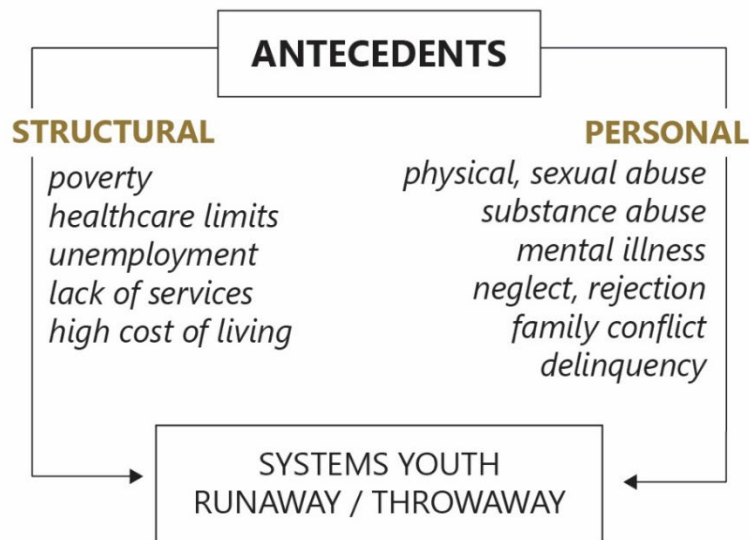 ANTECEDENTS
STRUCTURAL
poverty
healthcare limits
unemployment
lack of services
high cost of living
PERSONAL
physical, sexual abuse
substance abuse
mental illness
neglect, rejection
family conflict
delinquency
SYSTEMS YOUTH
RUNAWAY / THROWAWAY